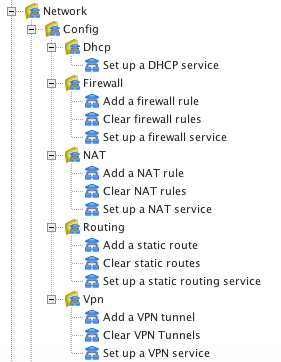 Network
Config
Dhcp
Set up a DHCP service
Firewall
Add a firewall rule
Clear firewall rules
Set up a firewall service
NAT
Add a NAT rule
Clear NAT rules
Set up a NAT service
Routing
Add a static route
Clear static routes
Set up a static routing service
Vpn
Add a VPN tunnel
Clear VPN Tunnels
Set up a VPN service